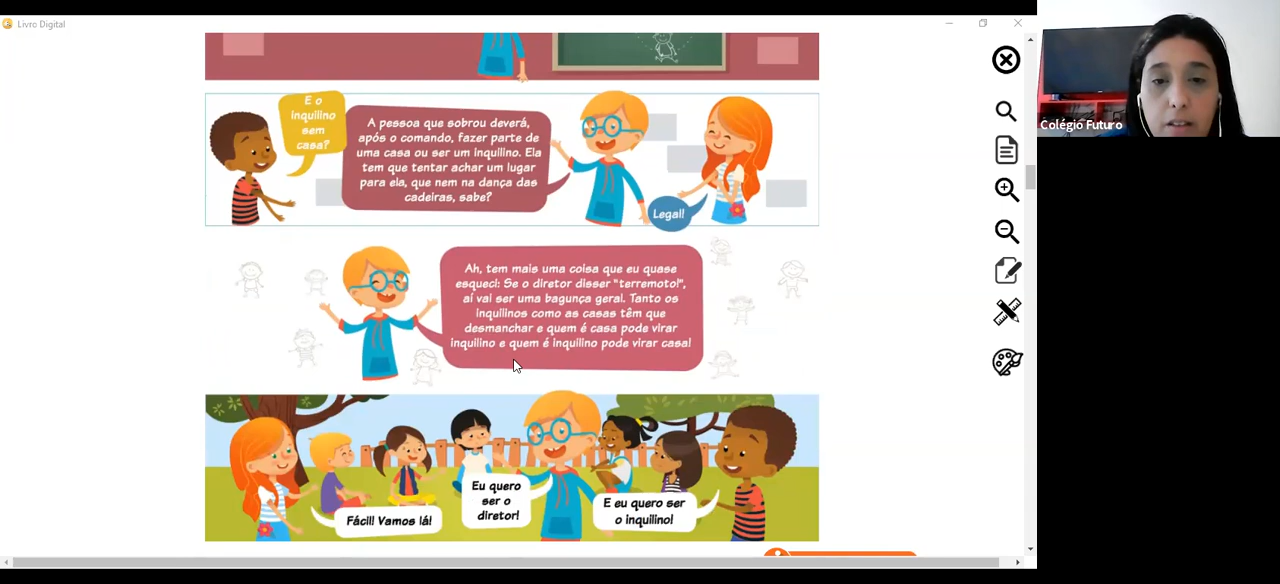 Livro Digital
E o
inquilino
sem
casa?
A pessoa que sobrou deverá,
após o comando, fazer parte de
uma casa ou ser um inquilino. Ela
tem que tentar achar um lugar
para ela, que nem na dança das
cadeiras, sabe?
Legal!
Colégio Futuro
Ah, tem mais uma coisa que eu quase
esqueci: Se o diretor disser "terremoto!",
aí vai ser uma bagunça geral. Tanto os
inquilinos como as casas têm que
desmanchar e quem é casa pode virar
inquilino e quem é inquilino pode virar casa!
Fácil! Vamos lá!
Eu quero
ser o
diretor!
E eu quero ser
o inquilino!